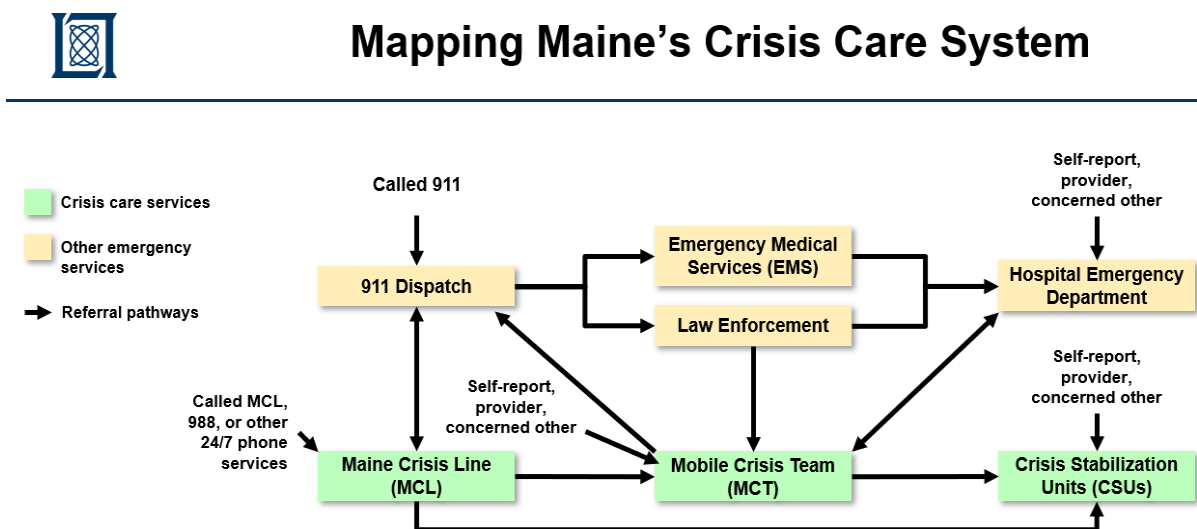 Mapping Maine’s Crisis Care System
Crisis care services
Other emergency
services
Referral pathways
Called 911
911 Dispatch
Emergency Medical
Services (EMS)
Law Enforcement
Self-report,
provider,
concerned other
Hospital Emergency
Department
Called MCL,
988, or other
24/7 phone
services
Self-report,
provider,
concerned other
Self-report,
provider,
concerned other
Maine Crisis Line
(MCL)
Mobile Crisis Team
(MCT)
Crisis Stabilization
Units (CSUs)